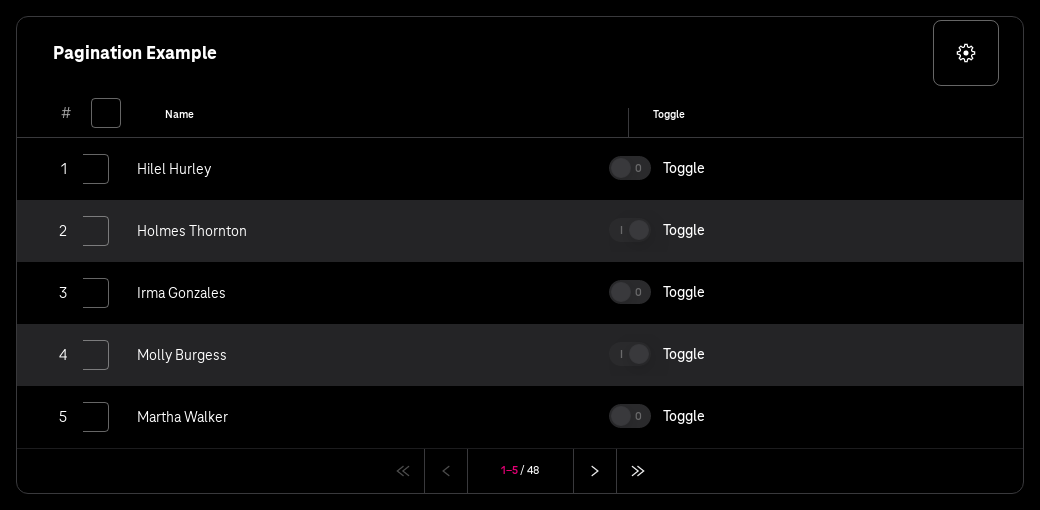 Pagination Example
# Name Toggle
1 Hilel Hurley 0 Toggle
2 Holmes Thornton I Toggle
3 Irma Gonzales 0 Toggle
4 Molly Burgess I Toggle
5 Martha Walker 0 Toggle
1–5 / 48